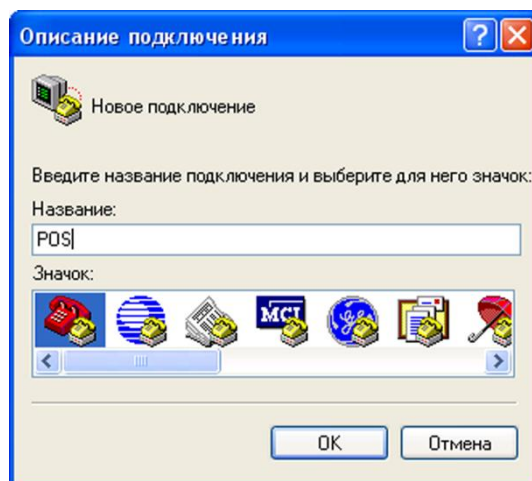 Описание подключения
Новое подключение
Введите название подключения и выберите для него значок:
Название:
POS
Значок:
MCI
OK
Отмена